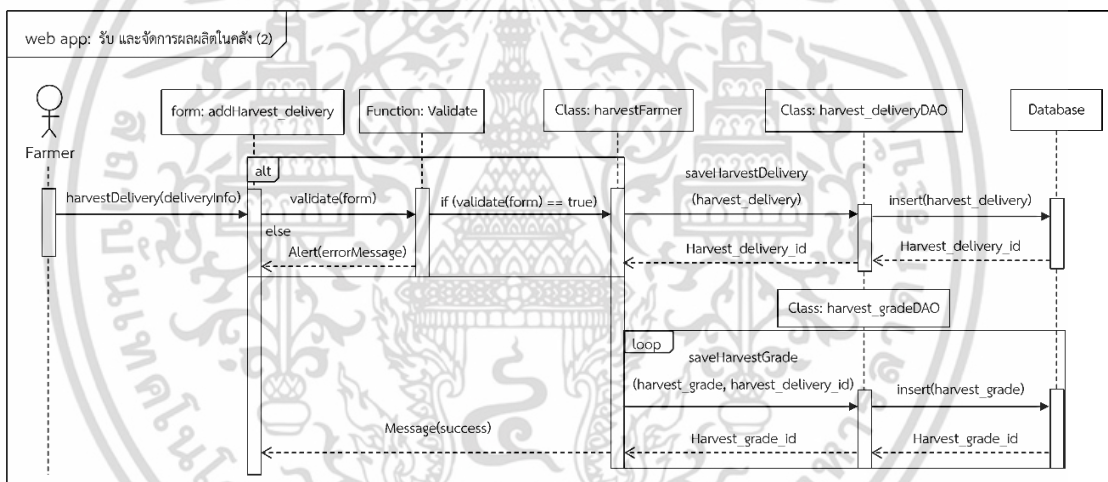 web app: รับ และจัดการผลผลิตในคลัง (2)
Farmer
form: addHarvest_delivery
Function: Validate
Class: harvestFarmer
Class: harvest_deliveryDAO
Database
alt
harvestDelivery(deliveryInfo)
validate(form)
if (validate(form) == true)
saveHarvestDelivery
(harvest_delivery)
insert(harvest_delivery)
else
Alert(errorMessage)
Harvest_delivery_id
Harvest_delivery_id
Class: harvest_gradeDAO
loop
saveHarvestGrade
(harvest_grade, harvest_delivery_id)
insert(harvest_grade)
Message(success)
Harvest_grade_id
Harvest_grade_id